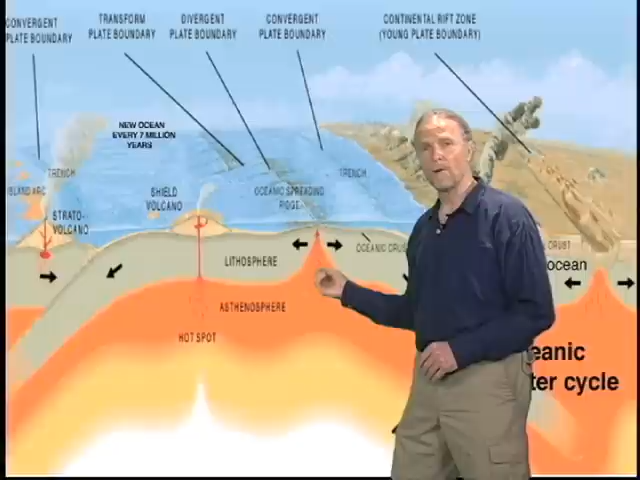 CONVERGENT
PLATE BOUNDARY
TRANSFORM
PLATE BOUNDARY
DIVERGENT
PLATE BOUNDARY
CONVERGENT
PLATE BOUNDARY
CONTINENTAL RIFT ZONE
(YOUNG PLATE BOUNDARY)
NEW OCEAN
EVERY 7 MILLION
YEARS
TRENCH
ISLAND ARC
STRATO-
VOLCANO
SHIELD
VOLCANO
OCEANIC SPREADING
RIDGE
TRENCH
LITHOSPHERE
OCEANIC CRUS
CRUST
ocean
ASTHENOSPHERE
HOT SPOT
eanic
ter cycle